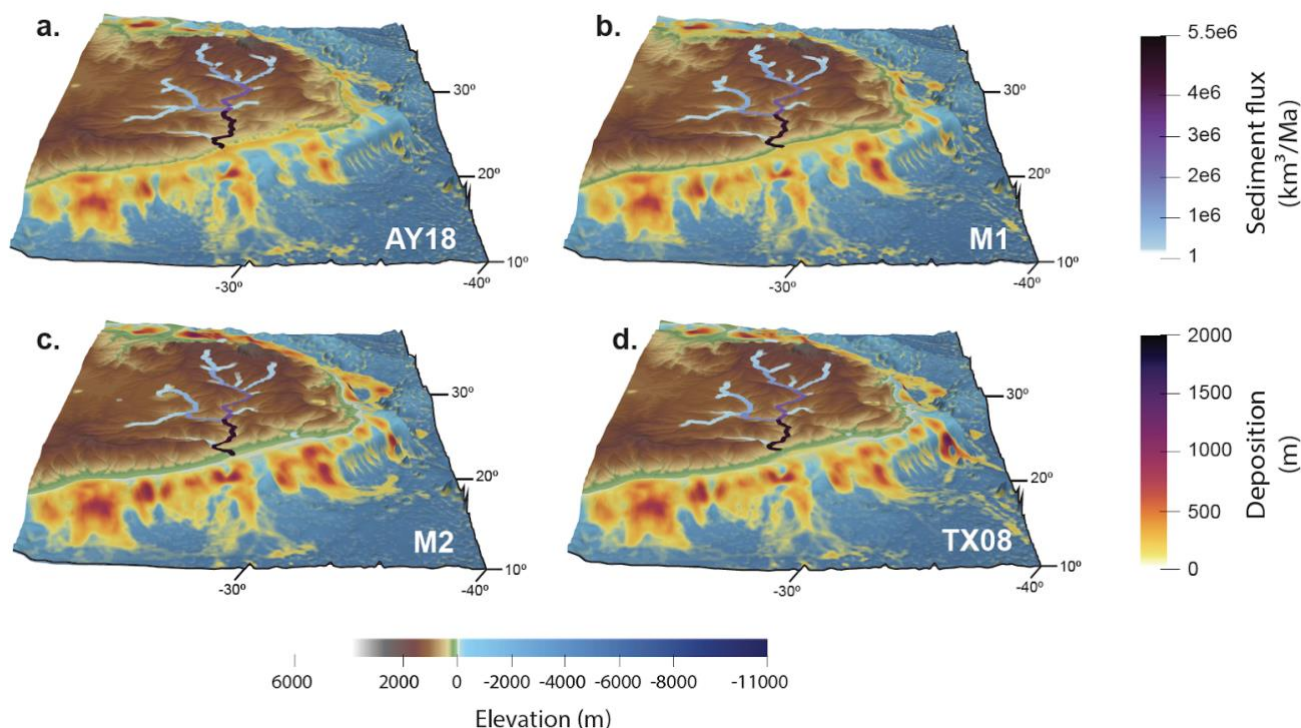 a.
30º
20º
AY18
10º
-30º
-40º
b.
30º
20º
M1
10º
-30º
-40º
5.5e6
4e6
3e6
2e6
1e6
1
Sediment flux
(km³/Ma)
c.
30º
20º
M2
10º
-30º
-40º
d.
30º
20º
TX08
10º
-30º
-40º
2000
1500
1000
500
0
Deposition
(m)
6000 2000 0 -2000 -4000 -6000 -8000 -11000
Elevation (m)